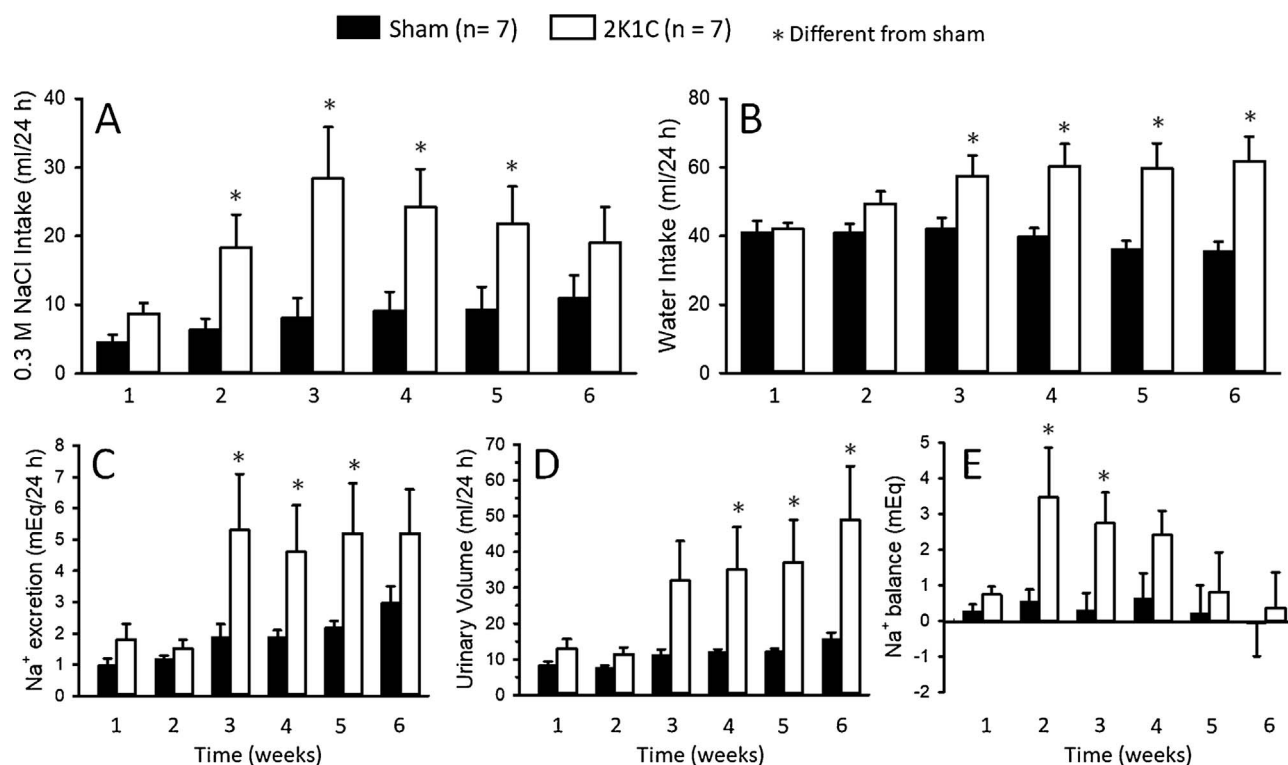 Sham (n= 7) 2K1C (n = 7) * Different from sham
A
0.3 M NaCl Intake (ml/24 h)
40
30
20
10
0
* * * *
1 2 3 4 5 6
B
Water Intake (ml/24 h)
80
60
40
20
0
* * * *
1 2 3 4 5 6
C
Na+ excretion (mEq/24 h)
8
7
6
5
4
3
2
1
0
* * *
1 2 3 4 5 6
Time (weeks)
D
Urinary Volume (ml/24 h)
70
60
50
40
30
20
10
0
* * *
1 2 3 4 5 6
Time (weeks)
E
Na+ balance (mEq)
5
4
3
2
1
0
-1
-2
* *
1 2 3 4 5 6
Time (weeks)